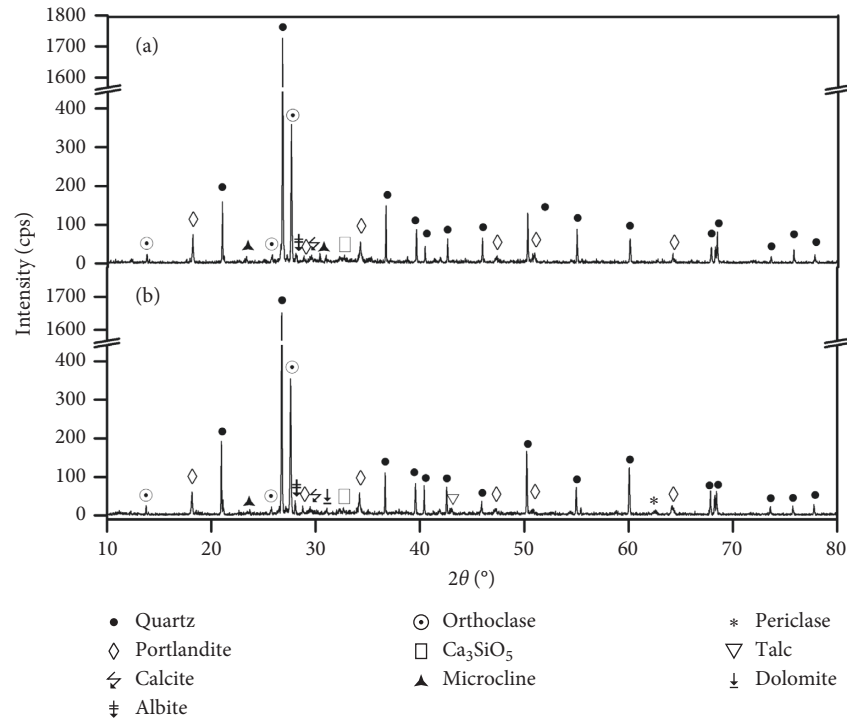 1800
1700
1600
400
300
200
100
0
(a)
1700
1600
400
300
200
100
0
(b)
Intensity (cps)
10 20 30 40 50 60 70 80
2θ (°)
Quartz Orthoclase Periclase
Portlandite Ca₃SiO₅ Talc
Calcite Microcline Dolomite
Albite